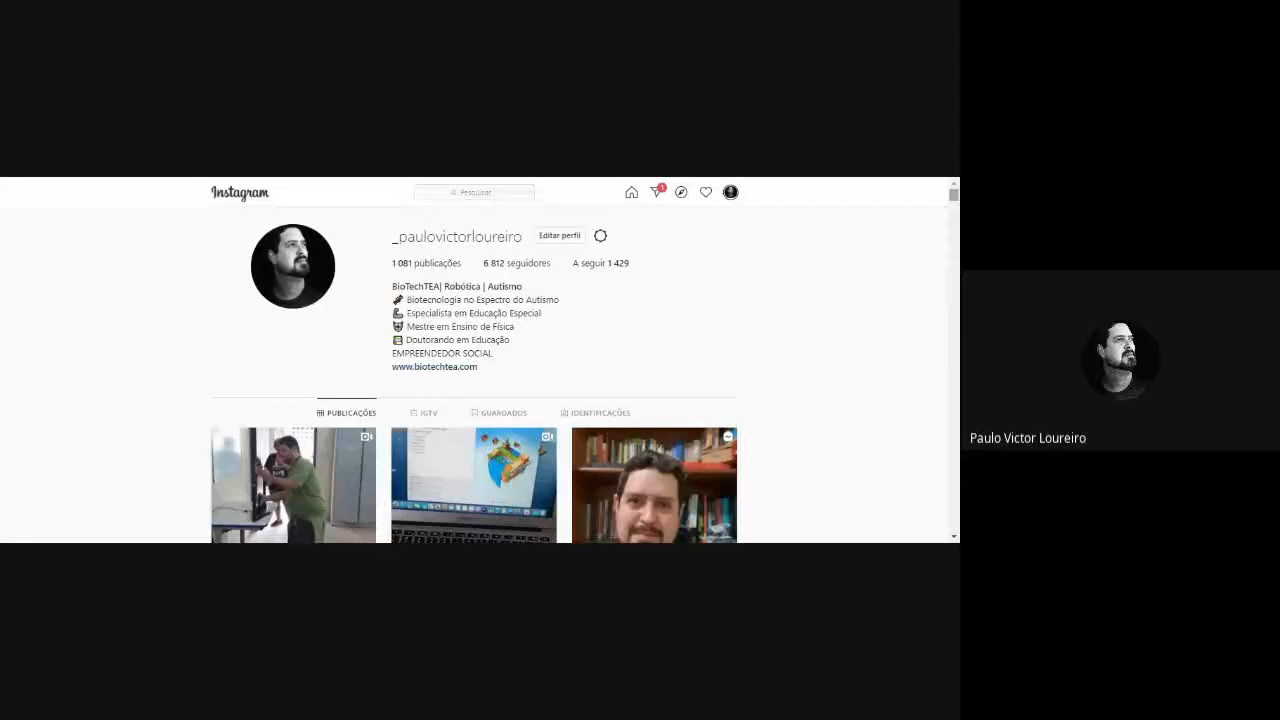 Instagram
Pesquisar
1
_paulovictorloureiro Editar perfil
1 081 publicações 6 812 seguidores A seguir 1 429
BioTechTEA| Robótica | Autismo
Biotecnologia no Espectro do Autismo
Especialista em Educação Especial
Mestre em Ensino de Física
Doutorando em Educação
EMPREENDEDOR SOCIAL
www.biotechtea.com
PUBLICAÇÕES IGTV GUARDADOS IDENTIFICAÇÕES
Paulo Victor Loureiro